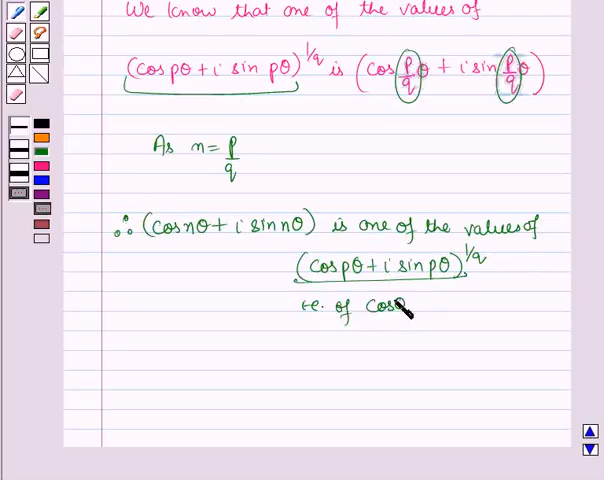 We know that one of the values of
(cos pθ + i sin pθ)^1/q is (cos p/q θ + i sin p/q θ)
As n = p/q
∴ (cos nθ + i sin nθ) is one of the values of
(cos pθ + i sin pθ)^1/q
i.e. of cosθ